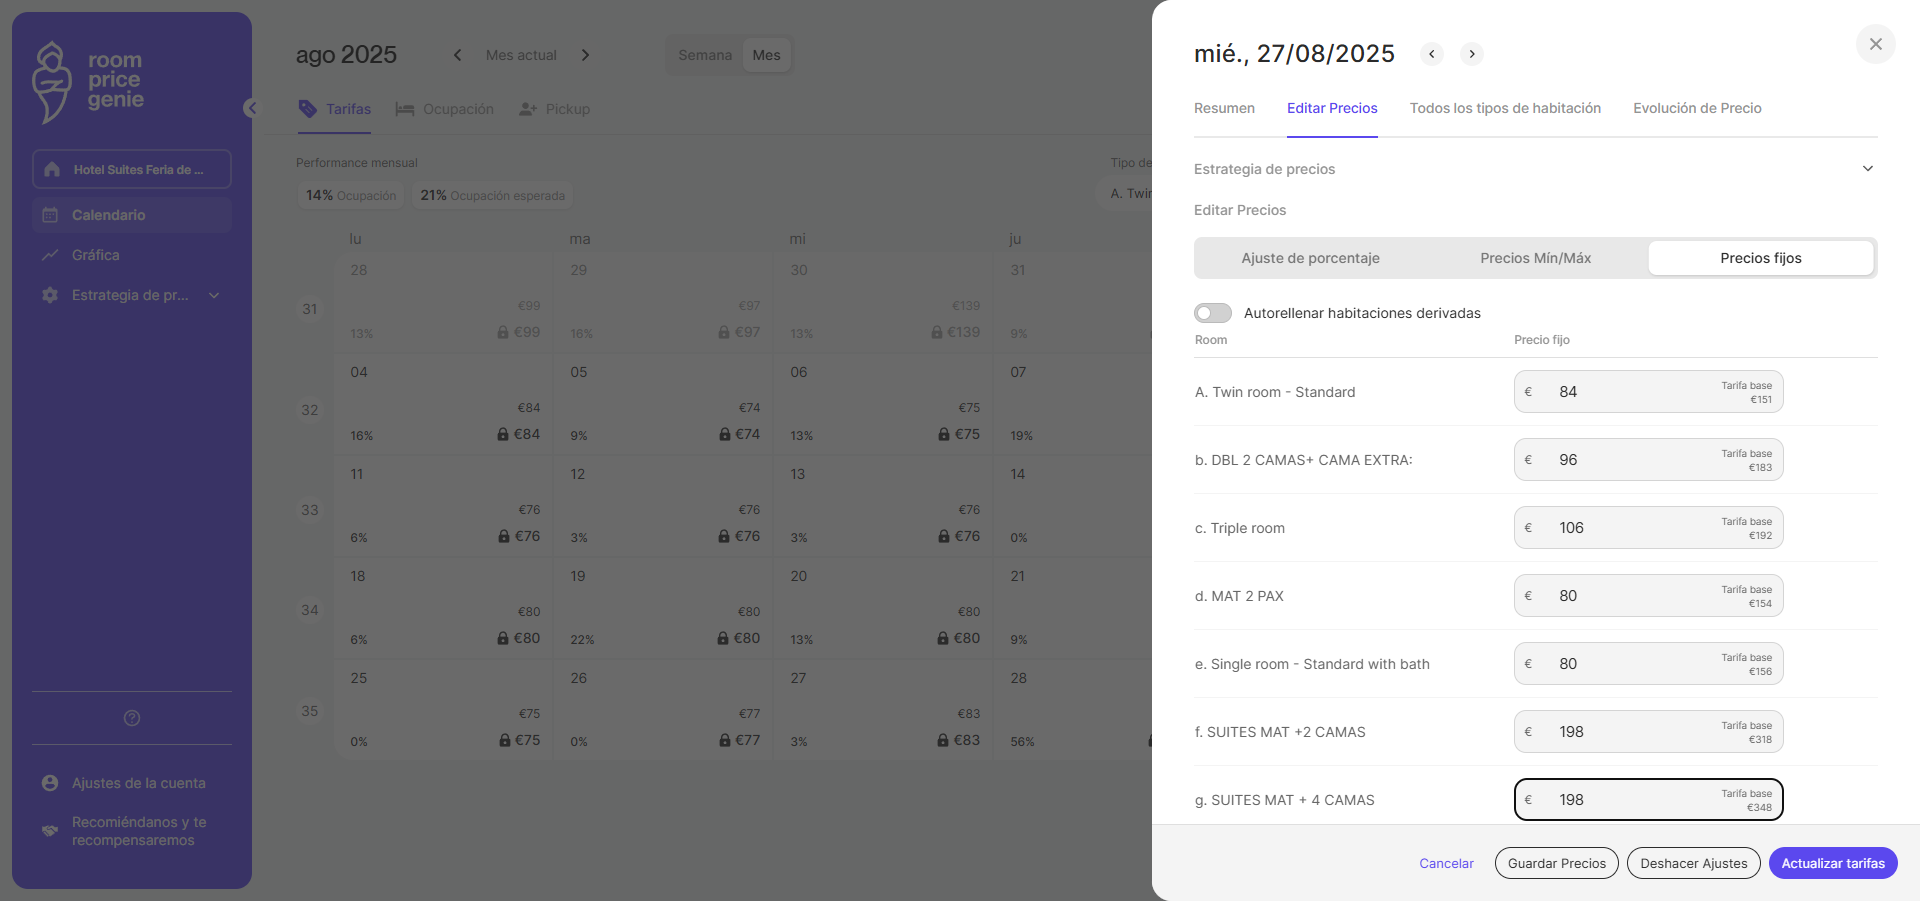 room
price
genie
Hotel Suites Feria de ...
Calendario
Gráfica
Estrategia de pr...
Ajustes de la cuenta
Recomiéndanos y te
recompensaremos
ago 2025
Mes actual
Semana
Mes
Tarifas
Ocupación
Pickup
Performance mensual
14% Ocupación
21% Ocupación esperada
Tipo de
A. Twin
lu
ma
mi
ju
31
28
€99
13%
€99
29
€97
16%
€97
30
€139
13%
€139
31
9%
32
04
€84
16%
€84
05
€74
9%
€74
06
€75
13%
€75
07
19%
33
11
€76
6%
€76
12
€76
3%
€76
13
€76
3%
€76
14
0%
34
18
€80
6%
€80
19
€80
22%
€80
20
€80
13%
€80
21
9%
35
25
€75
0%
€75
26
€77
0%
€77
27
€83
3%
€83
28
56%
mié., 27/08/2025
Resumen
Editar Precios
Todos los tipos de habitación
Evolución de Precio
Estrategia de precios
Editar Precios
Ajuste de porcentaje
Precios Mín/Máx
Precios fijos
Autorellenar habitaciones derivadas
Room
Precio fijo
A. Twin room - Standard
€ 84
Tarifa base
€151
b. DBL 2 CAMAS+ CAMA EXTRA:
€ 96
Tarifa base
€183
c. Triple room
€ 106
Tarifa base
€192
d. MAT 2 PAX
€ 80
Tarifa base
€154
e. Single room - Standard with bath
€ 80
Tarifa base
€156
f. SUITES MAT +2 CAMAS
€ 198
Tarifa base
€318
g. SUITES MAT + 4 CAMAS
€ 198
Tarifa base
€348
Cancelar
Guardar Precios
Deshacer Ajustes
Actualizar tarifas